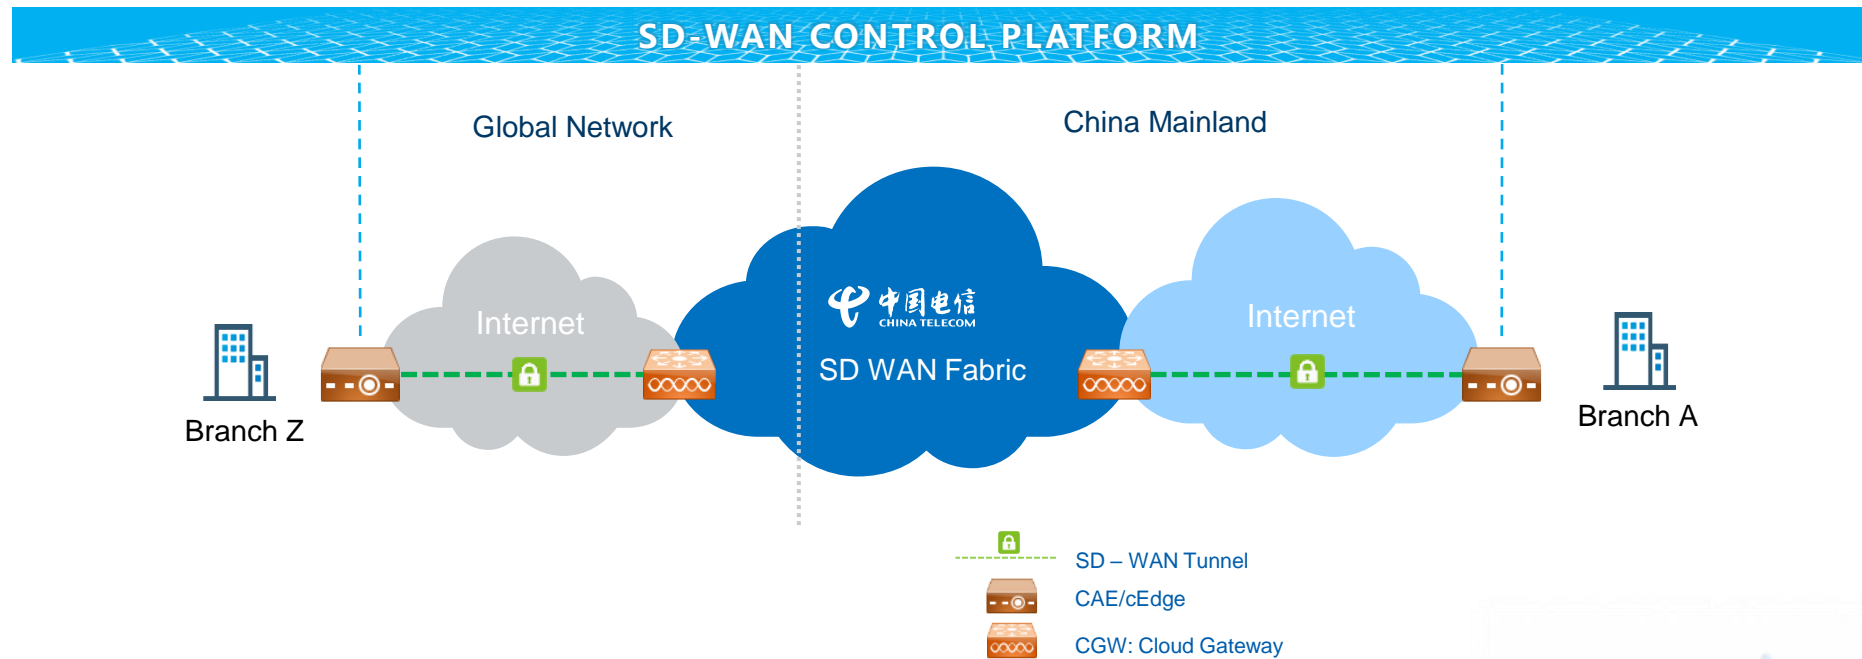 SD-WAN CONTROL PLATFORM
Global Network
China Mainland
Internet
中国电信
CHINA TELECOM
SD WAN Fabric
Internet
Branch Z
Branch A
SD – WAN Tunnel
CAE/cEdge
CGW: Cloud Gateway